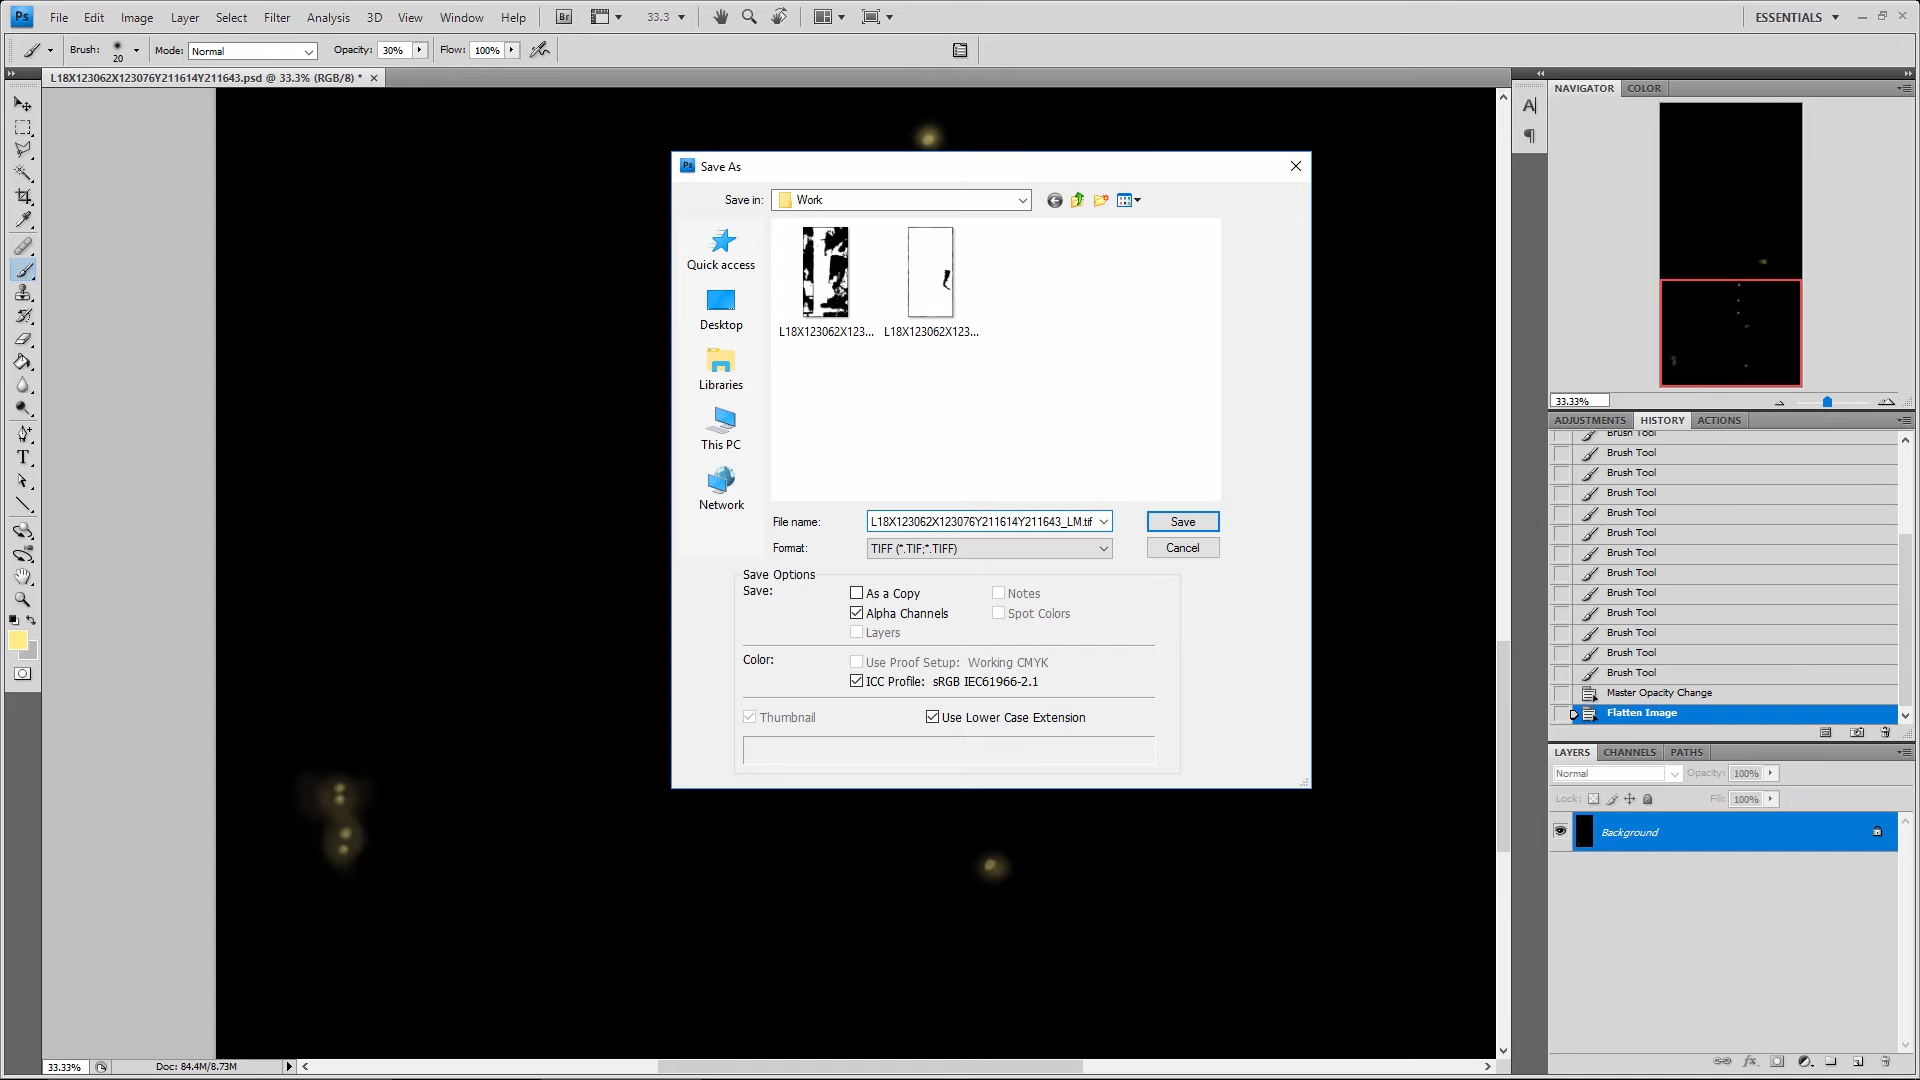 Ps File Edit Image Layer Select Filter Analysis 3D View Window Help Br 33.3 ESSENTIALS
Brush: 20 Mode: Normal Opacity: 30% Flow: 100%
L18X123062X123076Y211614Y211643.psd @ 33.3% (RGB/8) *
NAVIGATOR COLOR
33.33%
Ps Save As
Save in: Work
Quick access
Desktop
Libraries
This PC
Network
L18X123062X123... L18X123062X123...
File name: L18X123062X123076Y211614Y211643_LM.tif Save
Format: TIFF (*.TIF;*.TIFF) Cancel
Save Options
Save:
As a Copy Notes
Alpha Channels Spot Colors
Layers
Color: Use Proof Setup: Working CMYK
ICC Profile: sRGB IEC61966-2.1
Thumbnail Use Lower Case Extension
ADJUSTMENTS HISTORY ACTIONS
Brush Tool
Brush Tool
Brush Tool
Brush Tool
Brush Tool
Brush Tool
Brush Tool
Brush Tool
Brush Tool
Brush Tool
Brush Tool
Brush Tool
Brush Tool
Master Opacity Change
Flatten Image
LAYERS CHANNELS PATHS
Normal Opacity: 100%
Lock: Fill: 100%
Background
33.33% Doc: 84.4M/8.73M